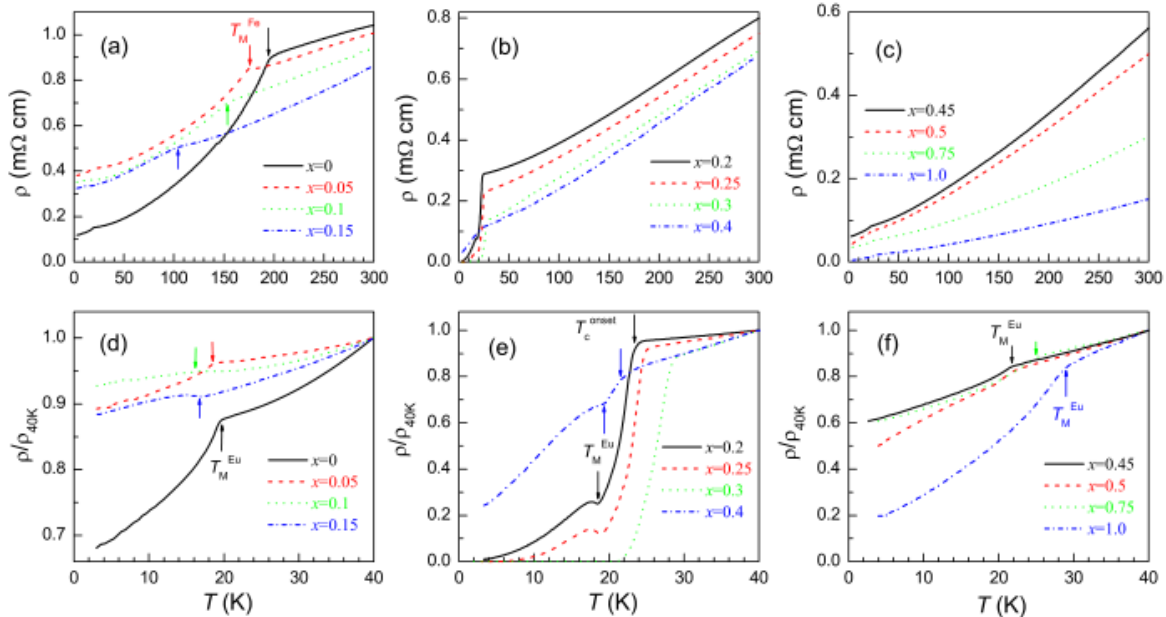 (a)
T_M^Fe
ρ (mΩ cm)
1.0
0.8
0.6
0.4
0.2
0.0
x=0
x=0.05
x=0.1
x=0.15
0 50 100 150 200 250 300
(b)
ρ (mΩ cm)
0.8
0.6
0.4
0.2
0.0
x=0.2
x=0.25
x=0.3
x=0.4
0 50 100 150 200 250 300
(c)
ρ (mΩ cm)
0.6
0.4
0.2
0.0
x=0.45
x=0.5
x=0.75
x=1.0
0 50 100 150 200 250 300
(d)
ρ/ρ40K
1.0
0.9
0.8
0.7
T_M^Eu
x=0
x=0.05
x=0.1
x=0.15
0 10 20 30 40
T (K)
(e)
ρ/ρ40K
1.0
0.8
0.6
0.4
0.2
0.0
T_c^onset
T_M^Eu
x=0.2
x=0.25
x=0.3
x=0.4
0 10 20 30 40
T (K)
(f)
ρ/ρ40K
1.0
0.8
0.6
0.4
0.2
0.0
T_M^Eu
T_M^Eu
x=0.45
x=0.5
x=0.75
x=1.0
0 10 20 30 40
T (K)